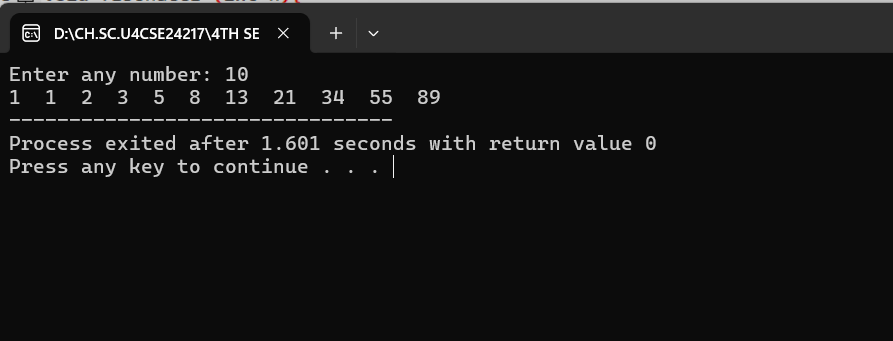 D:\CH.SC.U4CSE24217\4TH SE
Enter any number: 10
1  1  2  3  5  8  13  21  34  55  89
--------------------------------
Process exited after 1.601 seconds with return value 0
Press any key to continue . . .